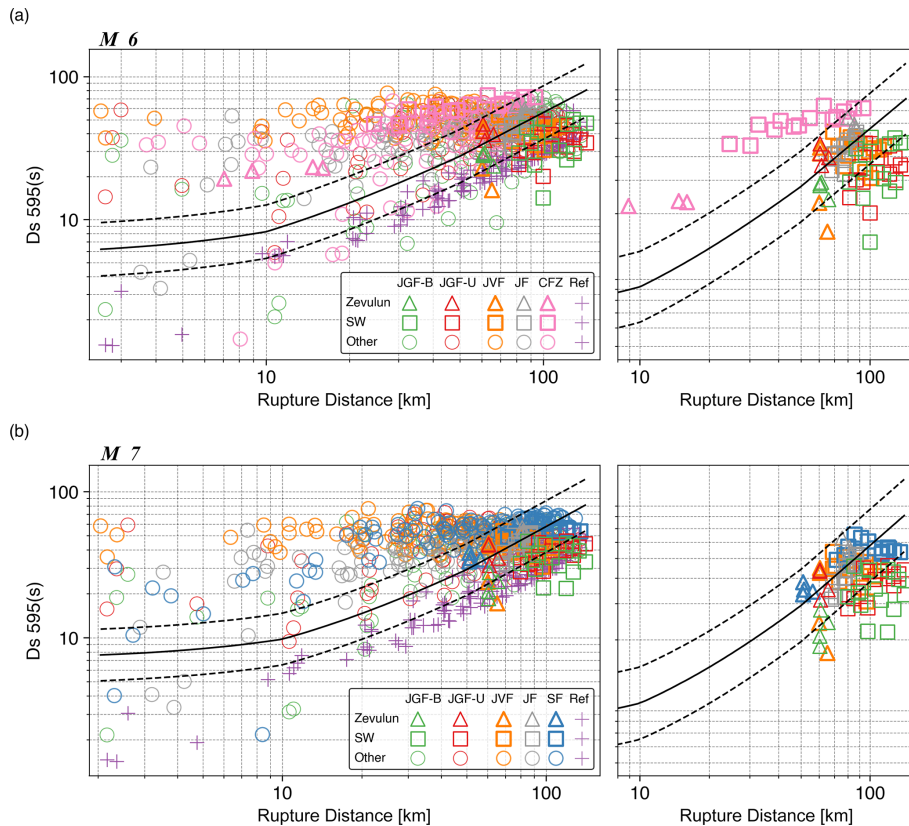 (a)
M 6
100
10
Ds 595(s)
JGF-B JGF-U JVF JF CFZ Ref
Zevulun
SW
Other
10 100
Rupture Distance [km]
10 100
Rupture Distance [km]
(b)
M 7
100
10
Ds 595(s)
JGF-B JGF-U JVF JF SF Ref
Zevulun
SW
Other
10 100
Rupture Distance [km]
10 100
Rupture Distance [km]